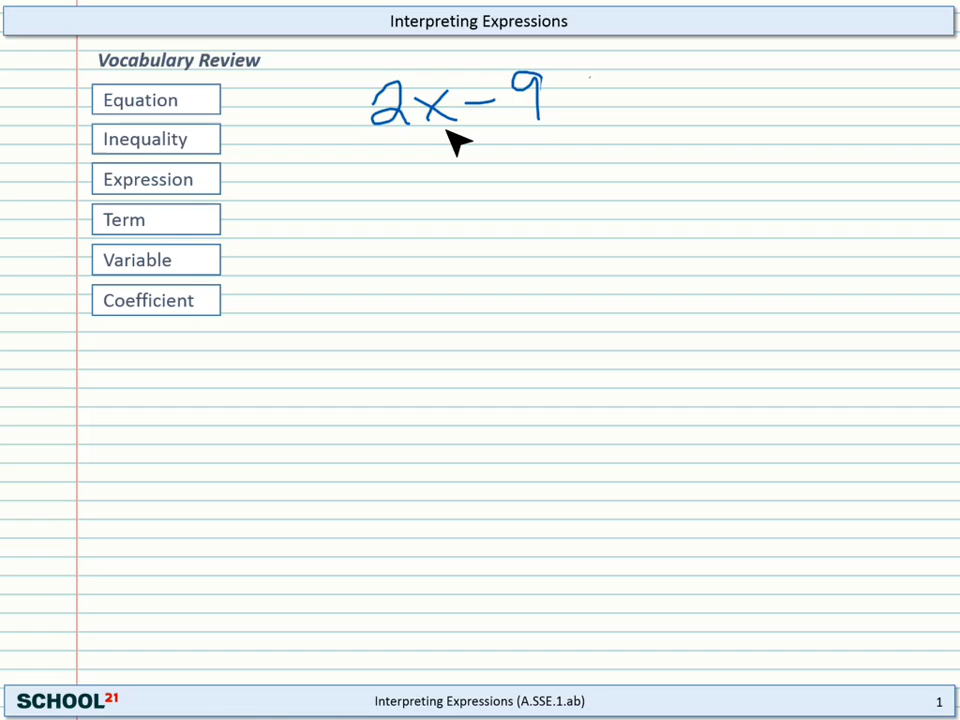 Interpreting Expressions
Vocabulary Review
2x - 9
Equation
Inequality
Expression
Term
Variable
Coefficient
SCHOOL21
Interpreting Expressions (A.SSE.1.ab)
1